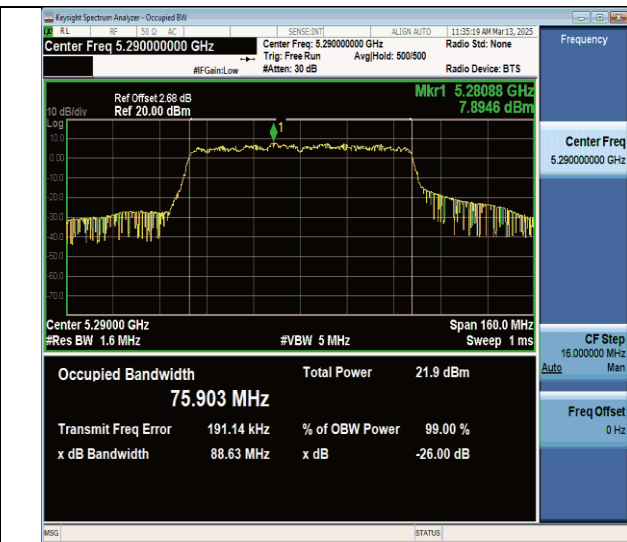 Keysight Spectrum Analyzer - Occupied BW
RL RF 50 Ω AC SENSE:INT ALIGN AUTO 11:35:19 AM Mar 13, 2025
Center Freq 5.290000000 GHz
Center Freq: 5.290000000 GHz
Radio Std: None
Trig: Free Run Avg|Hold: 500/500
#IFGain:Low #Atten: 30 dB Radio Device: BTS
Frequency
Mkr1 5.28088 GHz
7.8946 dBm
Ref Offset 2.68 dB
10 dB/div Ref 20.00 dBm
Log
10.0
0.00
-10.0
-20.0
-30.0
-40.0
-50.0
-60.0
-70.0
1
Center 5.29000 GHz Span 160.0 MHz
#Res BW 1.6 MHz #VBW 5 MHz Sweep 1 ms
Occupied Bandwidth Total Power 21.9 dBm
75.903 MHz
Transmit Freq Error 191.14 kHz % of OBW Power 99.00 %
x dB Bandwidth 88.63 MHz x dB -26.00 dB
Center Freq
5.290000000 GHz
CF Step
16.000000 MHz
Auto Man
Freq Offset
0 Hz
MSG STATUS